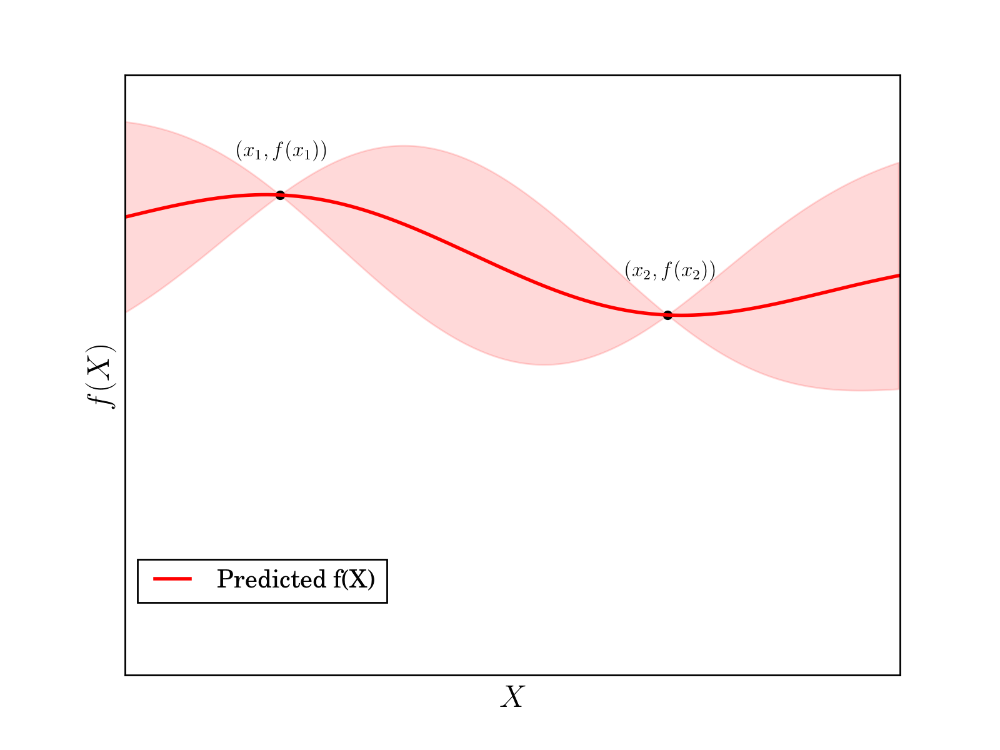 (x₁, f(x₁))
(x₂, f(x₂))
f(X)
Predicted f(X)
X